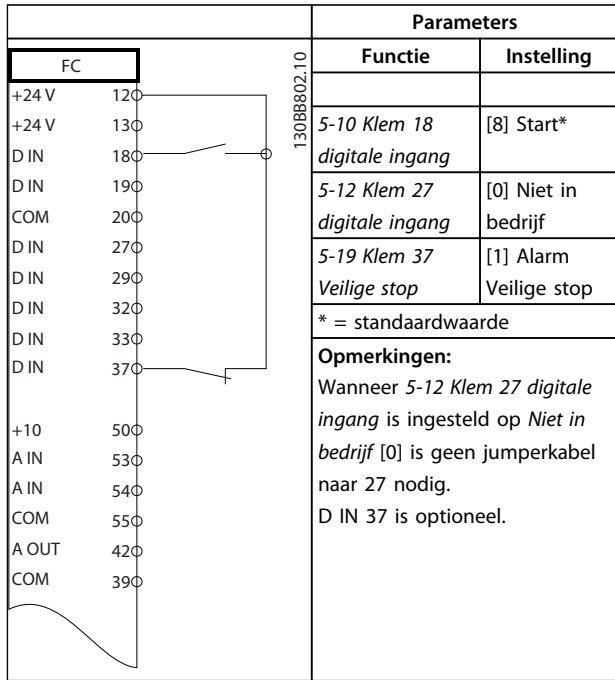 FC
+24 V 12
+24 V 13
D IN 18
D IN 19
COM 20
D IN 27
D IN 29
D IN 32
D IN 33
D IN 37
+10 50
A IN 53
A IN 54
COM 55
A OUT 42
COM 39
130BB802.10
Parameters
Functie Instelling
5-10 Klem 18 [8] Start*
digitale ingang
5-12 Klem 27 [0] Niet in
digitale ingang bedrijf
5-19 Klem 37 [1] Alarm
Veilige stop Veilige stop
* = standaardwaarde
Opmerkingen:
Wanneer 5-12 Klem 27 digitale
ingang is ingesteld op Niet in
bedrijf [0] is geen jumperkabel
naar 27 nodig.
D IN 37 is optioneel.